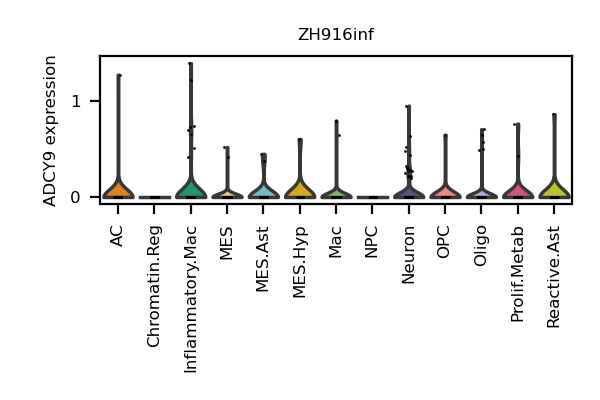 ZH916inf
ADCY9 expression
1
0
AC
Chromatin.Reg
Inflammatory.Mac
MES
MES.Ast
MES.Hyp
Mac
NPC
Neuron
OPC
Oligo
Prolif.Metab
Reactive.Ast